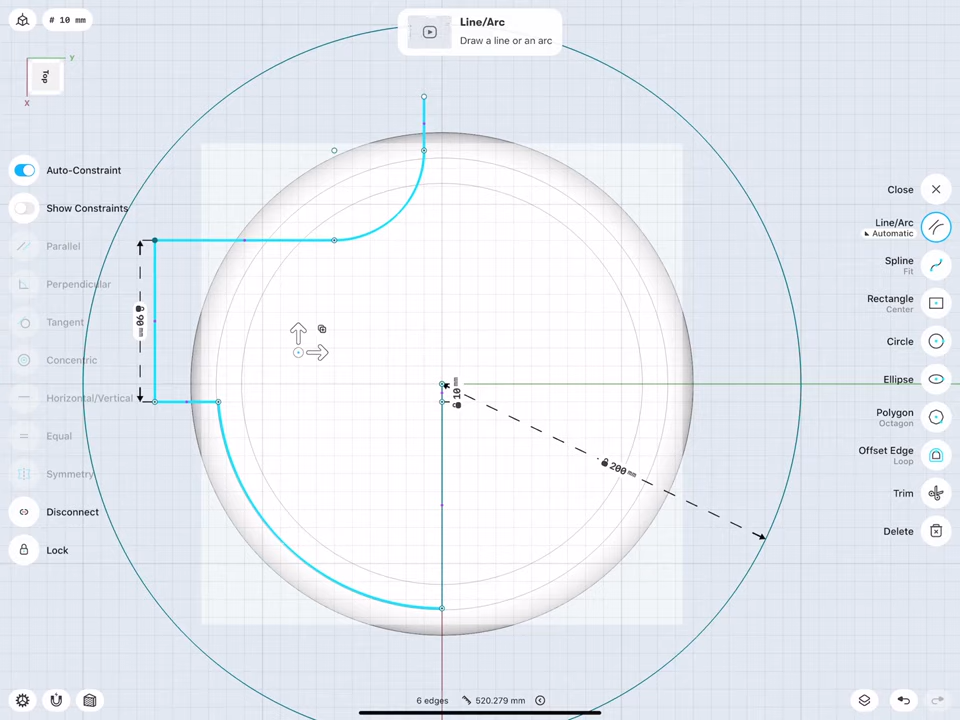 # 10 mm
Line/Arc
Draw a line or an arc
Y
Top
X
Auto-Constraint
Show Constraints
Parallel
Perpendicular
Tangent
Concentric
Horizontal/Vertical
Equal
Symmetry
Disconnect
Lock
90 mm
10 mm
200 mm
Close
Line/Arc
Automatic
Spline
Fit
Rectangle
Center
Circle
Ellipse
Polygon
Octagon
Offset Edge
Loop
Trim
Delete
6 edges
520.279 mm